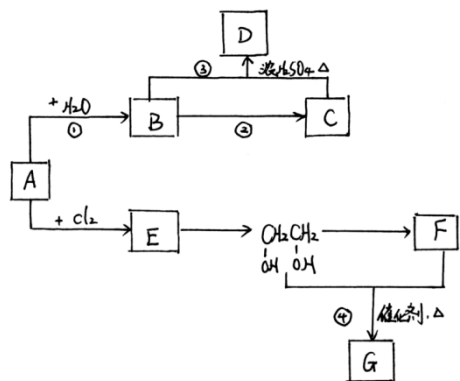 D
③ 浓H2SO4 △
+ H2O
①
B
②
C
A
+ Cl2
E
CH2CH2
OH OH
F
④ 催化剂.△
G